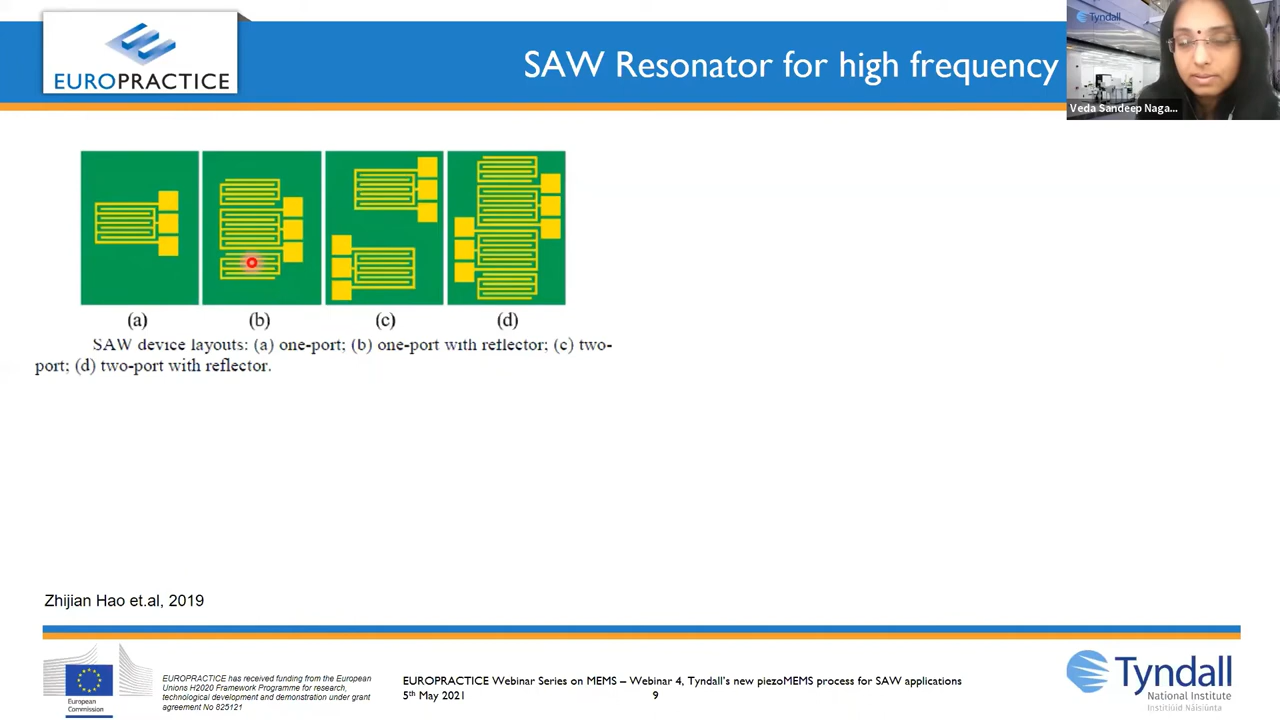 EUROPRACTICE
SAW Resonator for high frequency
Tyndall
Veda Sandeep Naga...
(a) (b) (c) (d)
SAW device layouts: (a) one-port; (b) one-port with reflector; (c) two-
port; (d) two-port with reflector.
Zhijian Hao et.al, 2019
European
Commission
EUROPRACTICE has received funding from the European
Unions H2020 Framework Programme for research,
technological development and demonstration under grant
agreement No 825121
EUROPRACTICE Webinar Series on MEMS – Webinar 4, Tyndall's new piezoMEMS process for SAW applications
5th May 2021 9
Tyndall
National Institute
Institiúid Náisiúnta